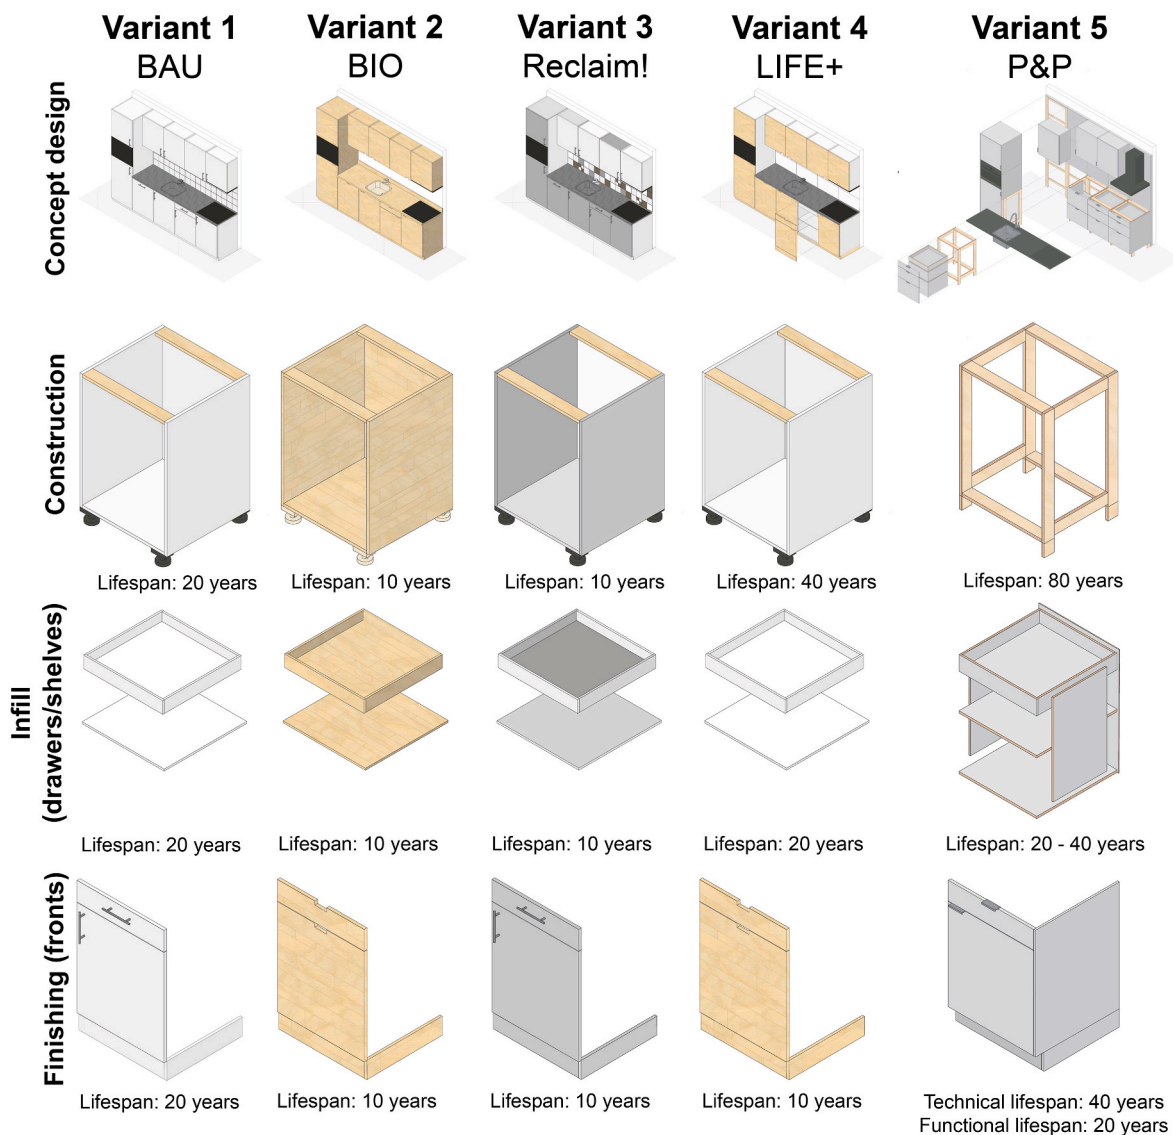 Variant 1
BAU
Variant 2
BIO
Variant 3
Reclaim!
Variant 4
LIFE+
Variant 5
P&P
Concept design
Construction
Lifespan: 20 years
Lifespan: 10 years
Lifespan: 10 years
Lifespan: 40 years
Lifespan: 80 years
Infill
(drawers/shelves)
Lifespan: 20 years
Lifespan: 10 years
Lifespan: 10 years
Lifespan: 20 years
Lifespan: 20 - 40 years
Finishing (fronts)
Lifespan: 20 years
Lifespan: 10 years
Lifespan: 10 years
Lifespan: 10 years
Technical lifespan: 40 years
Functional lifespan: 20 years